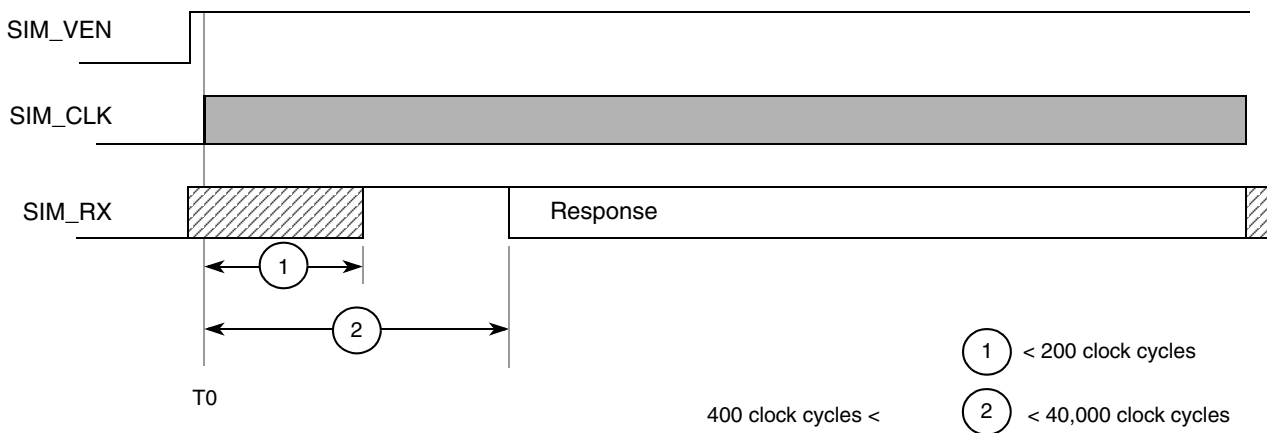 SIM_VEN
SIM_CLK
SIM_RX
Response
1
2
1 < 200 clock cycles
T0
400 clock cycles < 2 < 40,000 clock cycles